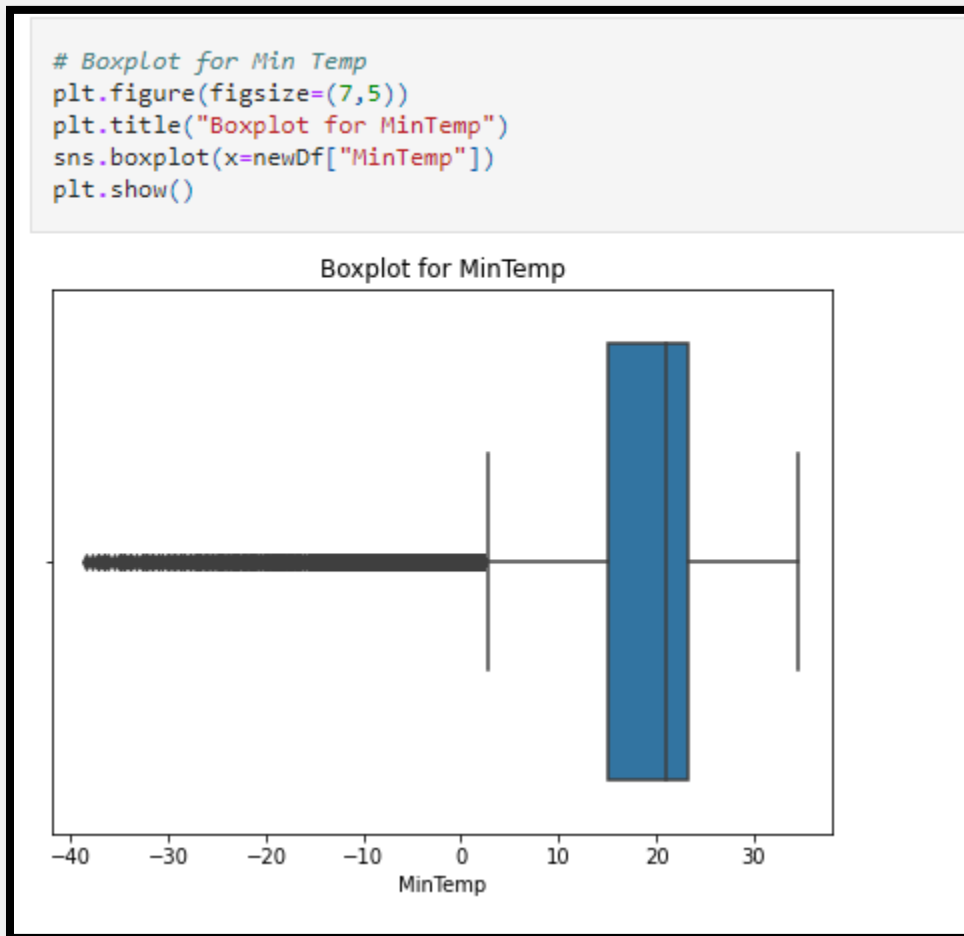 # Boxplot for Min Temp
plt.figure(figsize=(7,5))
plt.title("Boxplot for MinTemp")
sns.boxplot(x=newDf["MinTemp"])
plt.show()
Boxplot for MinTemp
−40 −30 −20 −10 0 10 20 30
MinTemp